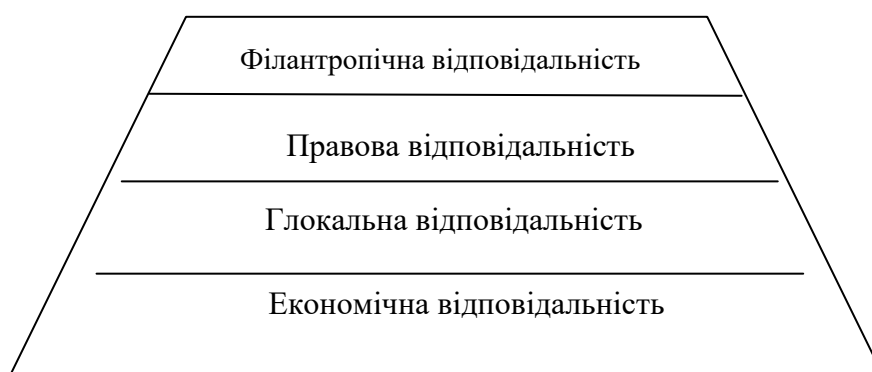 Філантропічна відповідальність
Правова відповідальність
Глокальна відповідальність
Економічна відповідальність